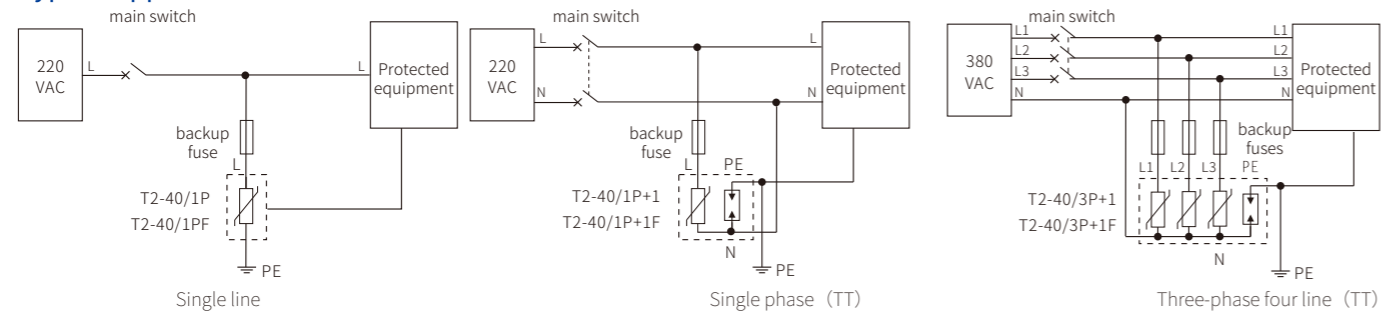 main switch
220
VAC
L
L
Protected
equipment
backup
fuse
L
T2-40/1P
T2-40/1PF
PE
Single line
220
VAC
L
N
L
N
Protected
equipment
backup
fuse
L
PE
T2-40/1P+1
T2-40/1P+1F
N
PE
Single phase（TT）
main switch
380
VAC
L1
L2
L3
N
L1
L2
L3
N
Protected
equipment
backup
fuses
L1
L2
L3
PE
T2-40/3P+1
T2-40/3P+1F
N
PE
Three-phase four line（TT）